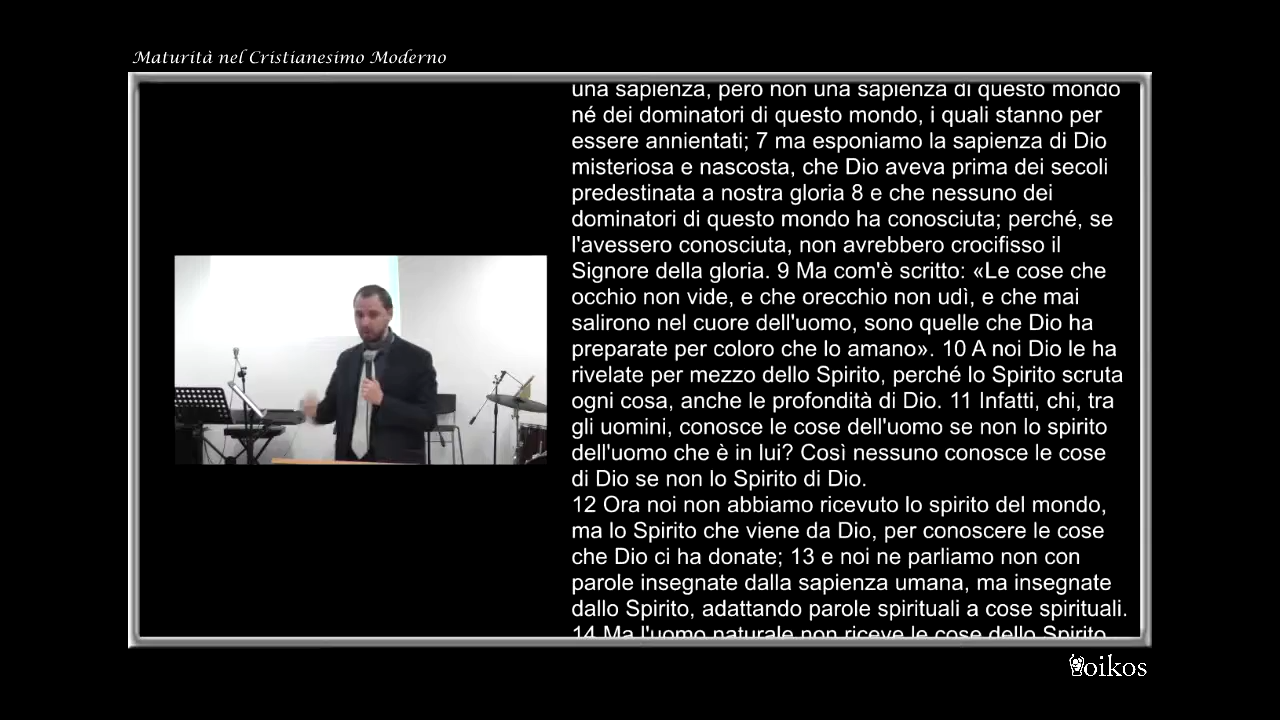 Maturità nel Cristianesimo Moderno
una sapienza, però non una sapienza di questo mondo
né dei dominatori di questo mondo, i quali stanno per
essere annientati; 7 ma esponiamo la sapienza di Dio
misteriosa e nascosta, che Dio aveva prima dei secoli
predestinata a nostra gloria 8 e che nessuno dei
dominatori di questo mondo ha conosciuta; perché, se
l'avessero conosciuta, non avrebbero crocifisso il
Signore della gloria. 9 Ma com'è scritto: «Le cose che
occhio non vide, e che orecchio non udì, e che mai
salirono nel cuore dell'uomo, sono quelle che Dio ha
preparate per coloro che lo amano». 10 A noi Dio le ha
rivelate per mezzo dello Spirito, perché lo Spirito scruta
ogni cosa, anche le profondità di Dio. 11 Infatti, chi, tra
gli uomini, conosce le cose dell'uomo se non lo spirito
dell'uomo che è in lui? Così nessuno conosce le cose
di Dio se non lo Spirito di Dio.
12 Ora noi non abbiamo ricevuto lo spirito del mondo,
ma lo Spirito che viene da Dio, per conoscere le cose
che Dio ci ha donate; 13 e noi ne parliamo non con
parole insegnate dalla sapienza umana, ma insegnate
dallo Spirito, adattando parole spirituali a cose spirituali.
14 Ma l'uomo naturale non riceve le cose dello Spirito
oikos